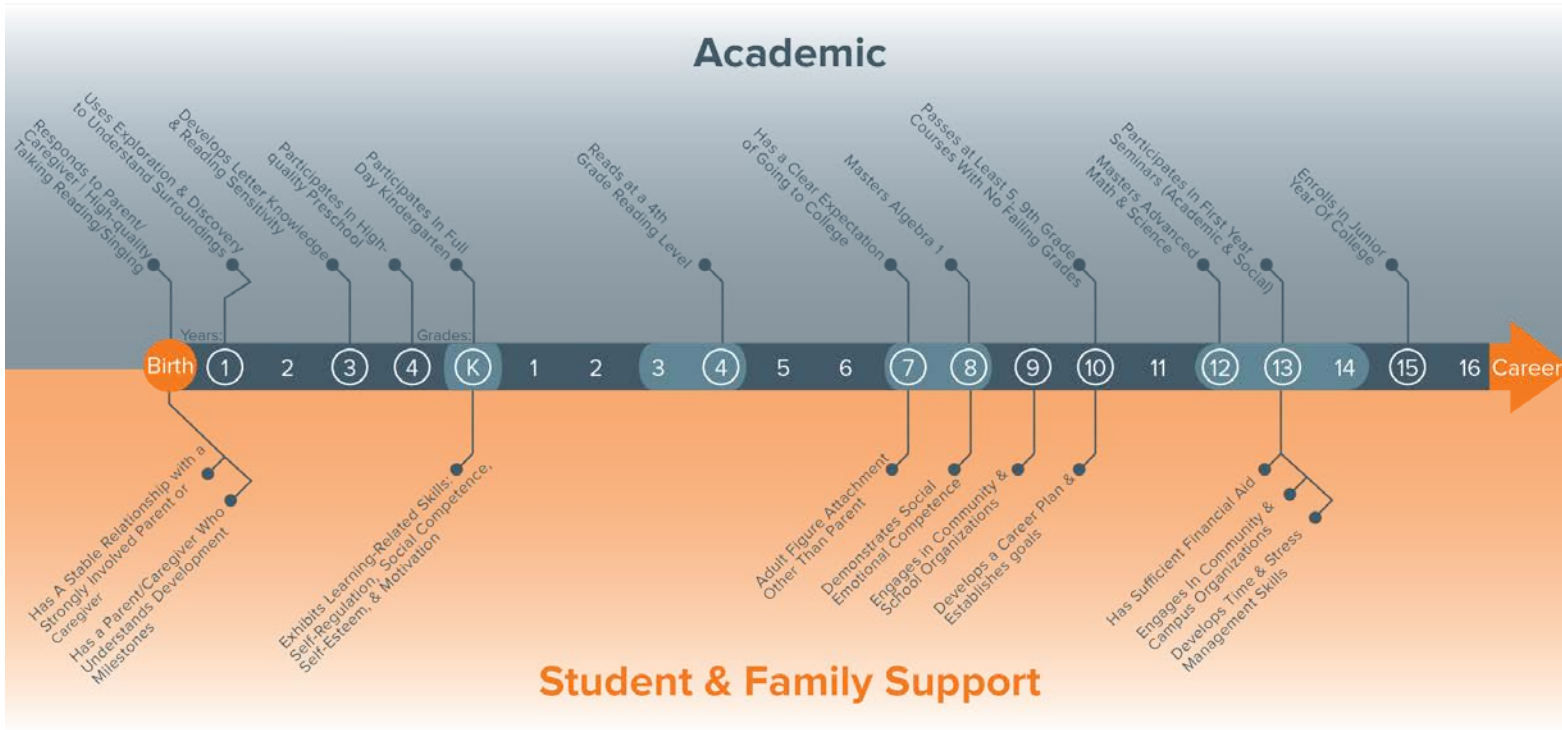 Academic
Responds to Parent/
Caregiver | High-quality
Talking Reading/Singing
Uses Exploration & Discovery
to Understand Surroundings
Develops Letter Knowledge
& Reading Sensitivity
Participates In High-
quality Preschool
Participates In Full
Day Kindergarten
Reads at a 4th
Grade Reading Level
Has a Clear Expectation
of Going to College
Masters Algebra 1
Passes at Least 5, 9th Grade
Courses With No Failing Grades
Masters Advanced
Math & Science
Participates In First Year
Seminars (Academic & Social)
Enrolls In Junior
Year Of College
Years:
Grades:
Birth 1 2 3 4 K 1 2 3 4 5 6 7 8 9 10 11 12 13 14 15 16 Career
Has A Stable Relationship with a
Strongly Involved Parent or
Caregiver
Has a Parent/Caregiver Who
Understands Development
Milestones
Exhibits Learning-Related Skills:
Self-Regulation, Social Competence,
Self-Esteem, & Motivation
Adult Figure Attachment
Other Than Parent
Demonstrates Social
Emotional Competence
Engages in Community &
School Organizations
Develops a Career Plan &
Establishes goals
Has Sufficient Financial Aid
Engages In Community &
Campus Organizations
Develops Time & Stress
Management Skills
Student & Family Support